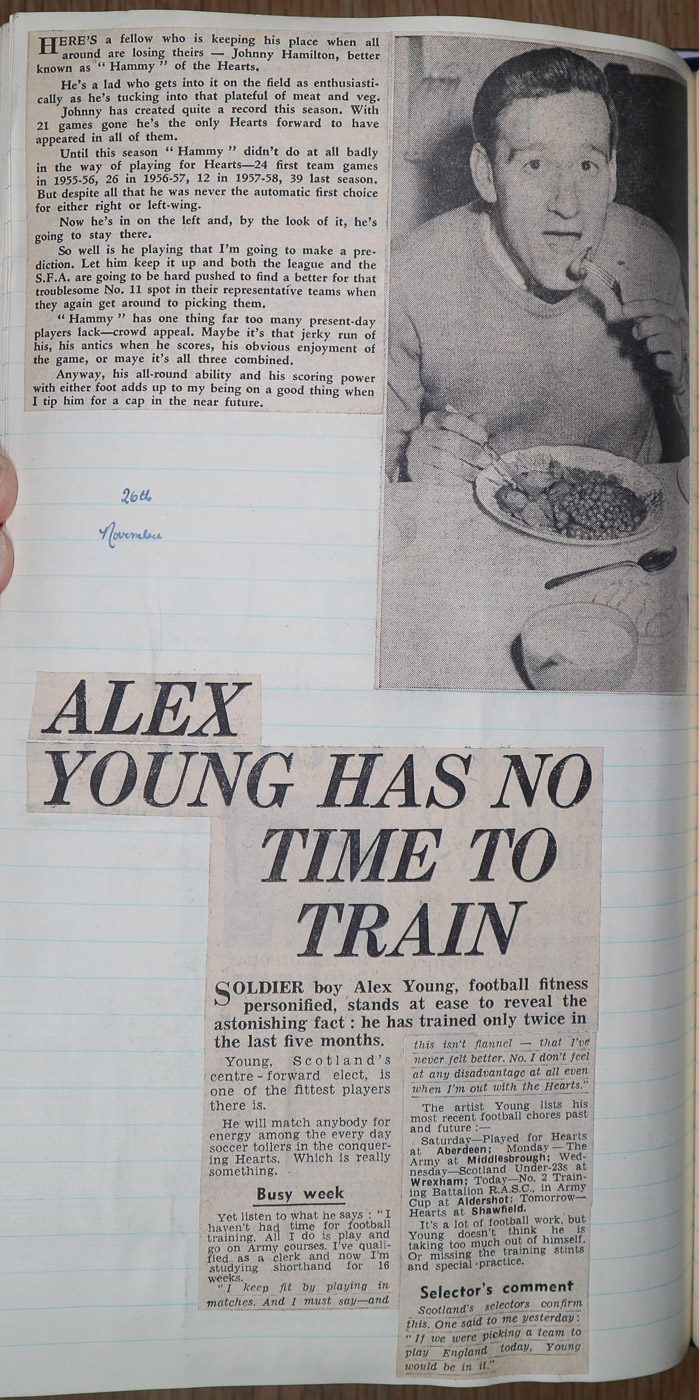 HERE'S a fellow who is keeping his place when all
around are losing theirs — Johnny Hamilton, better
known as " Hammy " of the Hearts.
He's a lad who gets into it on the field as enthusiasti-
cally as he's tucking into that plateful of meat and veg.
Johnny has created quite a record this season. With
21 games gone he's the only Hearts forward to have
appeared in all of them.
Until this season " Hammy " didn't do at all badly
in the way of playing for Hearts—24 first team games
in 1955-56, 26 in 1956-57, 12 in 1957-58, 39 last season.
But despite all that he was never the automatic first choice
for either right or left-wing.
Now he's in on the left and, by the look of it, he's
going to stay there.
So well is he playing that I'm going to make a pre-
diction. Let him keep it up and both the league and the
S.F.A. are going to be hard pushed to find a better for that
troublesome No. 11 spot in their representative teams when
they again get around to picking them.
" Hammy " has one thing far too many present-day
players lack—crowd appeal. Maybe it's that jerky run of
his, his antics when he scores, his obvious enjoyment of
the game, or maye it's all three combined.
Anyway, his all-round ability and his scoring power
with either foot adds up to my being on a good thing when
I tip him for a cap in the near future.
26th
November
ALEX
YOUNG HAS NO
TIME TO
TRAIN
SOLDIER boy Alex Young, football fitness
personified, stands at ease to reveal the
astonishing fact : he has trained only twice in
the last five months.
Young, Scotland's
centre-forward elect, is
one of the fittest players
there is.
He will match anybody for
energy among the every day
soccer toilers in the conquer-
ing Hearts. Which is really
something.
Busy week
Yet listen to what he says : "I
haven't had time for football
training. All I do is play and
go on Army courses. I've quali-
fied as a clerk and now I'm
studying shorthand for 16
weeks.
"I keep fit by playing in
matches. And I must say—and
this isn't flannel — that I've
never felt better. No. I don't feel
at any disadvantage at all even
when I'm out with the Hearts."
The artist Young lists his
most recent football chores past
and future :—
Saturday—Played for Hearts
at Aberdeen; Monday — The
Army at Middlesbrough; Wed-
nesday—Scotland Under-23s at
Wrexham; Today—No. 2 Train-
ing Battalion R.A.S.C., in Army
Cup at Aldershot; Tomorrow—
Hearts at Shawfield.
It's a lot of football work, but
Young doesn't think he is
taking too much out of himself.
Or missing the training stints
and special-practice.
Selector's comment
Scotland's selectors confirm
this. One said to me yesterday:
" If we were picking a team to
play England today, Young
would be in it."